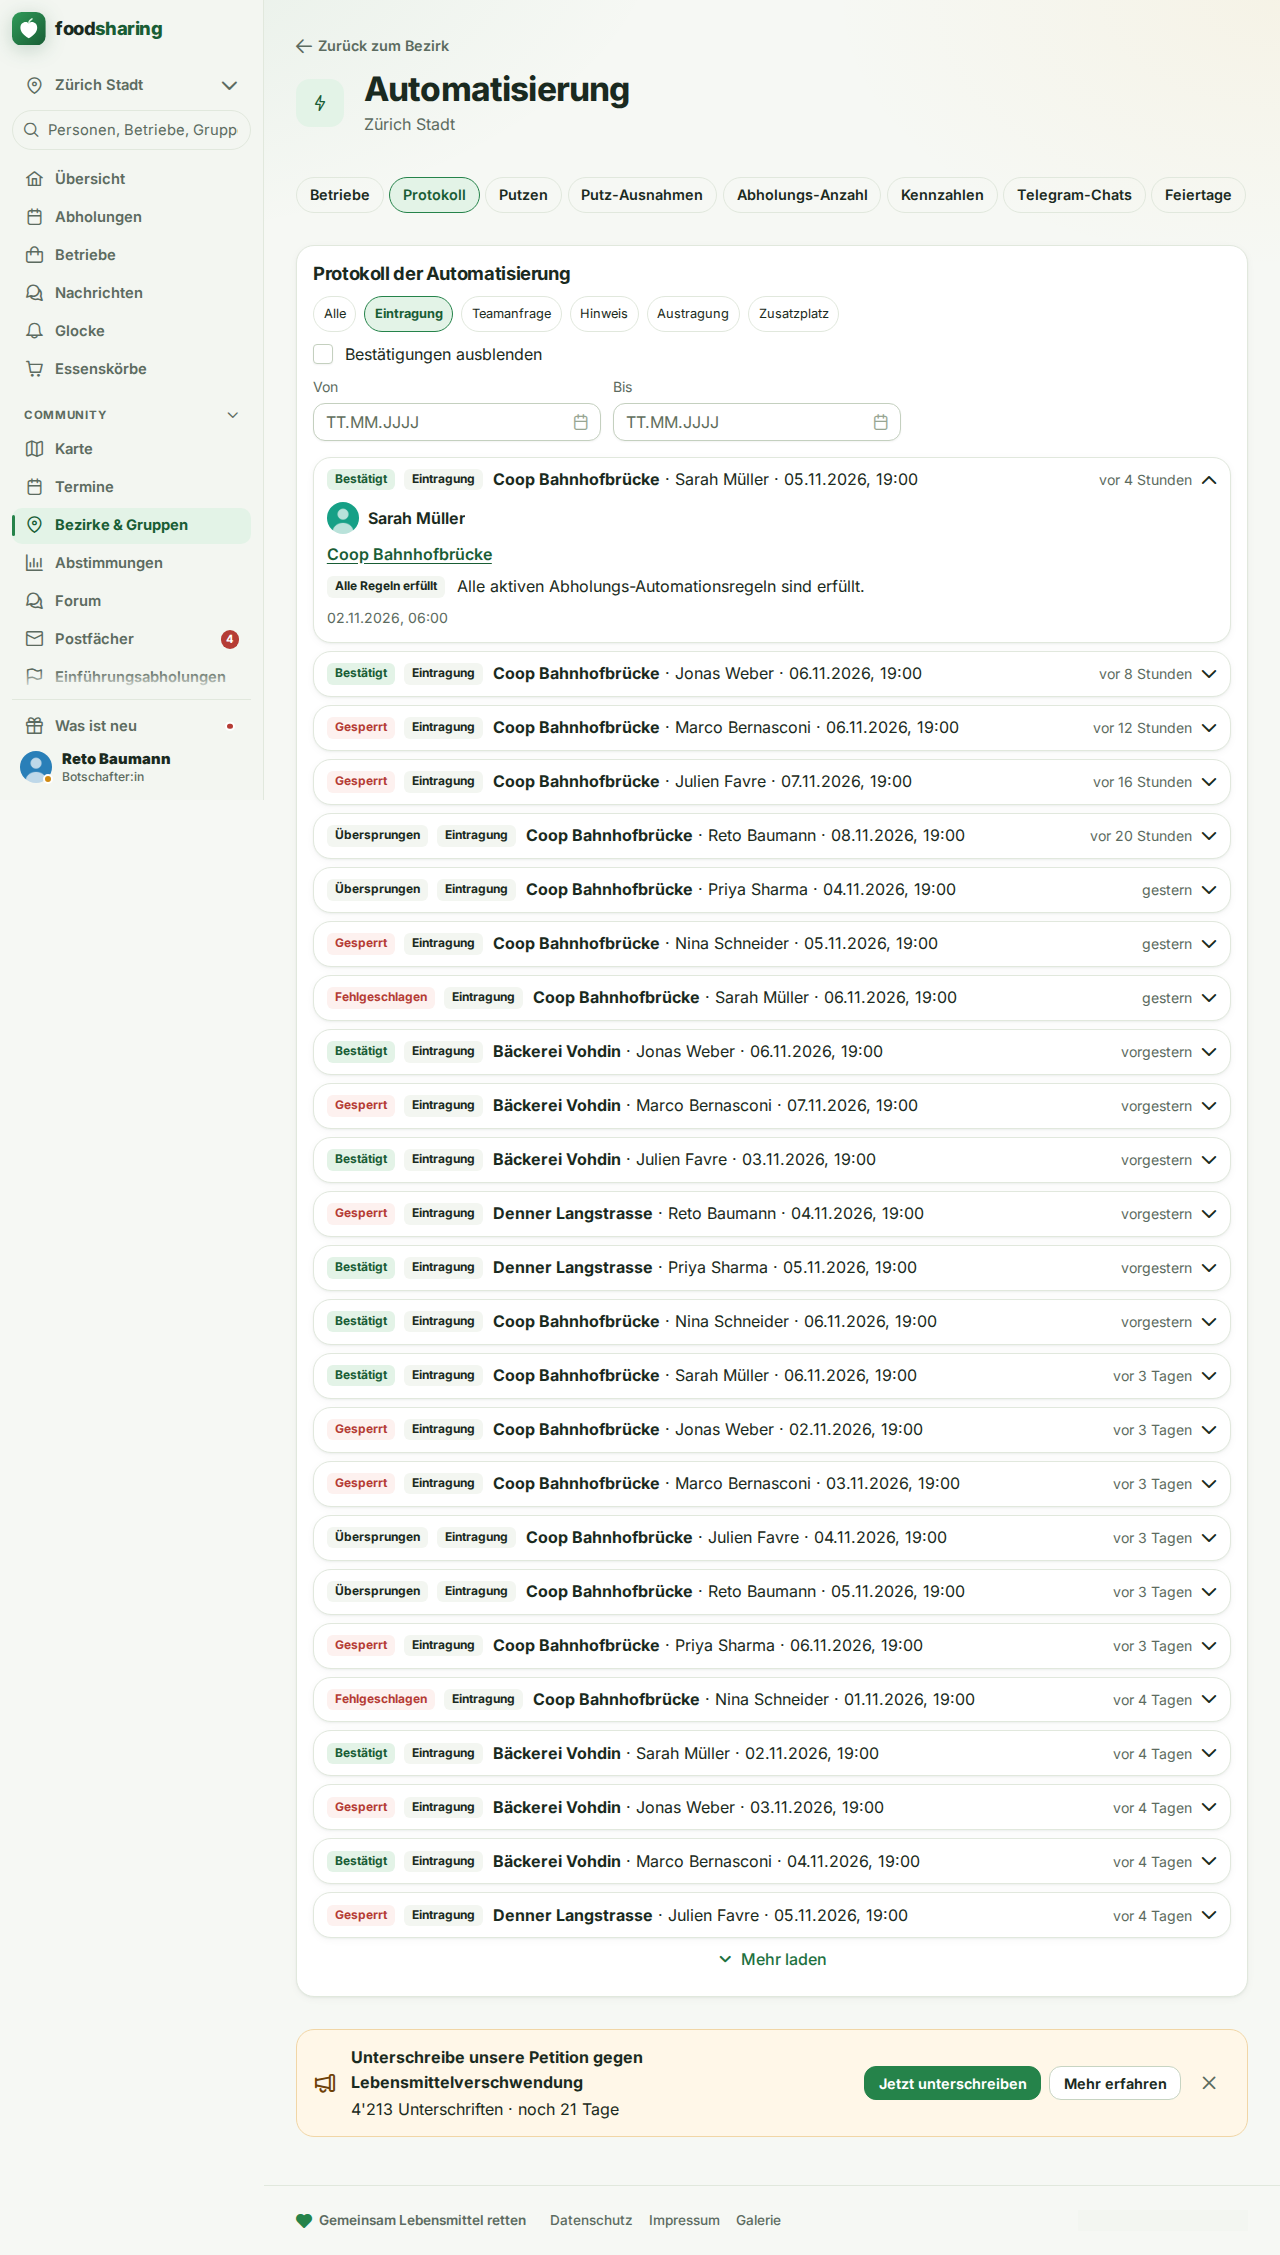 foodsharing
Zürich Stadt
Personen, Betriebe, Grupp
Übersicht
Abholungen
Betriebe
Nachrichten
Glocke
Essenskörbe
COMMUNITY
Karte
Termine
Bezirke & Gruppen
Abstimmungen
Forum
Postfächer 4
Einführungsabholungen
Was ist neu
Reto Baumann
Botschafter:in
Zurück zum Bezirk
Automatisierung
Zürich Stadt
Betriebe Protokoll Putzen Putz-Ausnahmen Abholungs-Anzahl Kennzahlen Telegram-Chats Feiertage
Protokoll der Automatisierung
Alle Eintragung Teamanfrage Hinweis Austragung Zusatzplatz
Bestätigungen ausblenden
Von Bis
TT.MM.JJJJ TT.MM.JJJJ
Bestätigt Eintragung Coop Bahnhofbrücke · Sarah Müller · 05.11.2026, 19:00 vor 4 Stunden
Sarah Müller
Coop Bahnhofbrücke
Alle Regeln erfüllt Alle aktiven Abholungs-Automationsregeln sind erfüllt.
02.11.2026, 06:00
Bestätigt Eintragung Coop Bahnhofbrücke · Jonas Weber · 06.11.2026, 19:00 vor 8 Stunden
Gesperrt Eintragung Coop Bahnhofbrücke · Marco Bernasconi · 06.11.2026, 19:00 vor 12 Stunden
Gesperrt Eintragung Coop Bahnhofbrücke · Julien Favre · 07.11.2026, 19:00 vor 16 Stunden
Übersprungen Eintragung Coop Bahnhofbrücke · Reto Baumann · 08.11.2026, 19:00 vor 20 Stunden
Übersprungen Eintragung Coop Bahnhofbrücke · Priya Sharma · 04.11.2026, 19:00 gestern
Gesperrt Eintragung Coop Bahnhofbrücke · Nina Schneider · 05.11.2026, 19:00 gestern
Fehlgeschlagen Eintragung Coop Bahnhofbrücke · Sarah Müller · 06.11.2026, 19:00 gestern
Bestätigt Eintragung Bäckerei Vohdin · Jonas Weber · 06.11.2026, 19:00 vorgestern
Gesperrt Eintragung Bäckerei Vohdin · Marco Bernasconi · 07.11.2026, 19:00 vorgestern
Bestätigt Eintragung Bäckerei Vohdin · Julien Favre · 03.11.2026, 19:00 vorgestern
Gesperrt Eintragung Denner Langstrasse · Reto Baumann · 04.11.2026, 19:00 vorgestern
Bestätigt Eintragung Denner Langstrasse · Priya Sharma · 05.11.2026, 19:00 vorgestern
Bestätigt Eintragung Coop Bahnhofbrücke · Nina Schneider · 06.11.2026, 19:00 vorgestern
Bestätigt Eintragung Coop Bahnhofbrücke · Sarah Müller · 06.11.2026, 19:00 vor 3 Tagen
Gesperrt Eintragung Coop Bahnhofbrücke · Jonas Weber · 02.11.2026, 19:00 vor 3 Tagen
Gesperrt Eintragung Coop Bahnhofbrücke · Marco Bernasconi · 03.11.2026, 19:00 vor 3 Tagen
Übersprungen Eintragung Coop Bahnhofbrücke · Julien Favre · 04.11.2026, 19:00 vor 3 Tagen
Übersprungen Eintragung Coop Bahnhofbrücke · Reto Baumann · 05.11.2026, 19:00 vor 3 Tagen
Gesperrt Eintragung Coop Bahnhofbrücke · Priya Sharma · 06.11.2026, 19:00 vor 3 Tagen
Fehlgeschlagen Eintragung Coop Bahnhofbrücke · Nina Schneider · 01.11.2026, 19:00 vor 4 Tagen
Bestätigt Eintragung Bäckerei Vohdin · Sarah Müller · 02.11.2026, 19:00 vor 4 Tagen
Gesperrt Eintragung Bäckerei Vohdin · Jonas Weber · 03.11.2026, 19:00 vor 4 Tagen
Bestätigt Eintragung Bäckerei Vohdin · Marco Bernasconi · 04.11.2026, 19:00 vor 4 Tagen
Gesperrt Eintragung Denner Langstrasse · Julien Favre · 05.11.2026, 19:00 vor 4 Tagen
Mehr laden
Unterschreibe unsere Petition gegen
Lebensmittelverschwendung
4'213 Unterschriften · noch 21 Tage
Jetzt unterschreiben Mehr erfahren
Gemeinsam Lebensmittel retten Datenschutz Impressum Galerie